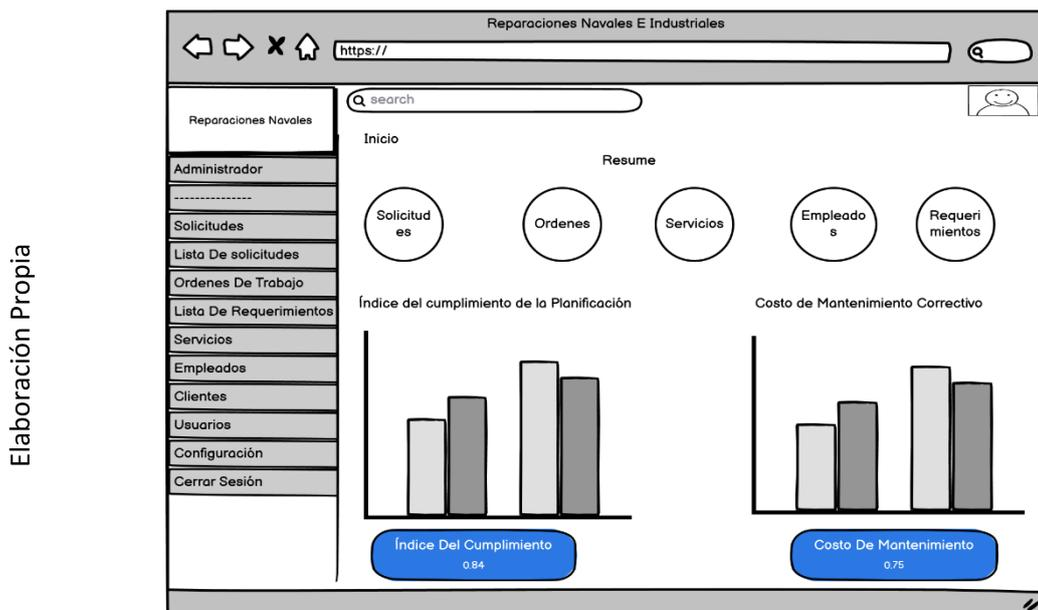 Elaboración Propia
Reparaciones Navales E Industriales
https://
Reparaciones Navales
search
Inicio
Resume
Administrador
---------------
Solicitudes
Lista De solicitudes
Ordenes De Trabajo
Lista De Requerimientos
Servicios
Empleados
Clientes
Usuarios
Configuración
Cerrar Sesión
Solicitud
es
Ordenes
Servicios
Empleado
s
Requeri
mientos
Índice del cumplimiento de la Planificación
Costo de Mantenimiento Correctivo
Índice Del Cumplimiento
0.84
Costo De Mantenimiento
0.75